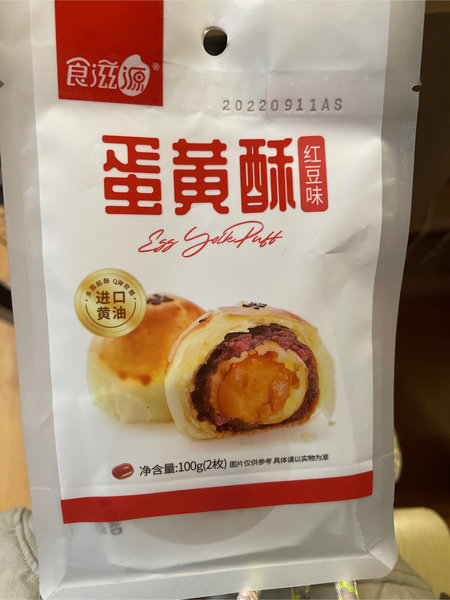 食滋源®
20220911AS
蛋黄酥
红豆味
Egg Yolk Puff
进口
黄油
净含量:100g(2枚) 图片仅供参考 具体请以实物为准